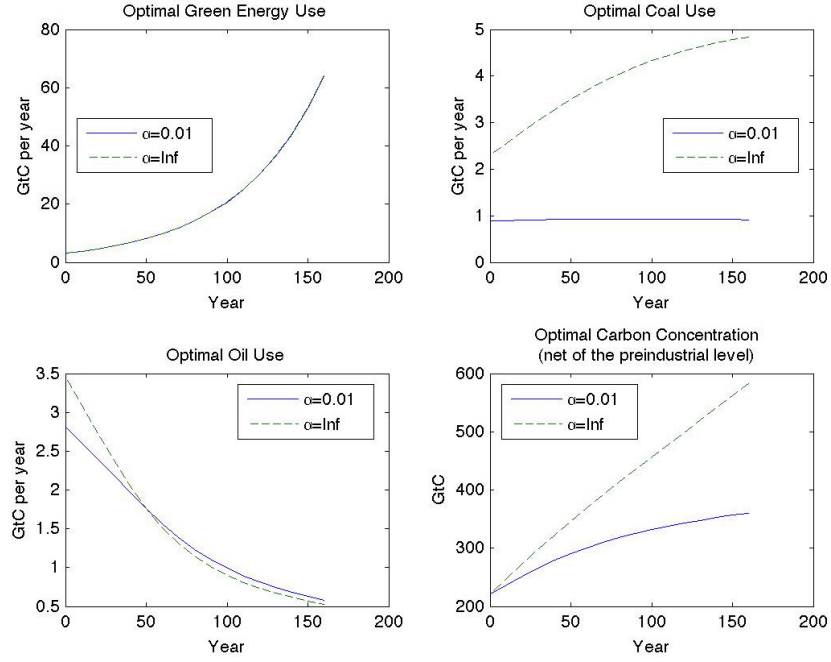 Optimal Green Energy Use
80
60
40
20
0
GtC per year
α=0.01
α=Inf
0 50 100 150 200
Year
Optimal Coal Use
5
4
3
2
1
0
GtC per year
α=0.01
α=Inf
0 50 100 150 200
Year
Optimal Oil Use
3.5
3
2.5
2
1.5
1
0.5
GtC per year
α=0.01
α=Inf
0 50 100 150 200
Year
Optimal Carbon Concentration
(net of the preindustrial level)
600
500
400
300
200
GtC
α=0.01
α=Inf
0 50 100 150 200
Year